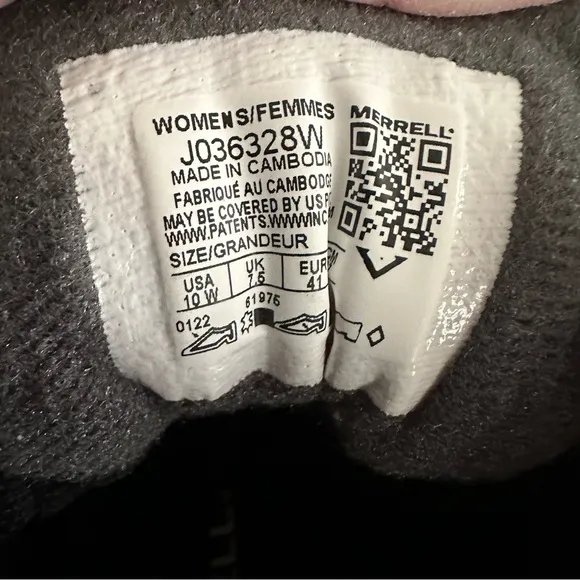 WOMENS/FEMMES
J036328W
MADE IN CAMBODIA
FABRIQUÉ AU CAMBODGE
MAY BE COVERED BY US
WWW.PATENTS.WWWINC
SIZE/GRANDEUR
USA UK EUR
10 W 7.5 41
0122 61975
MERRELL